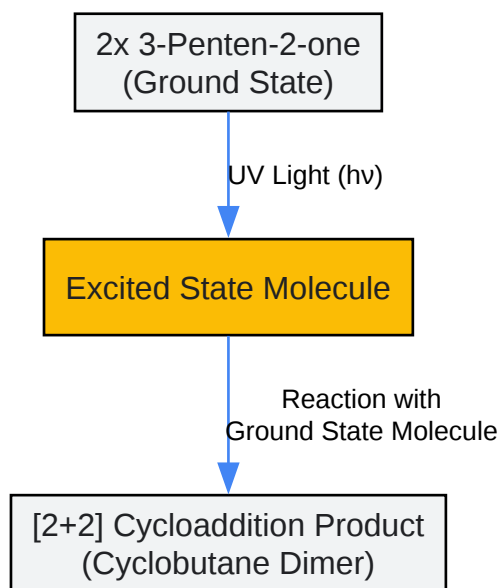 2x 3-Penten-2-one
(Ground State)
UV Light (hν)
Excited State Molecule
Reaction with
Ground State Molecule
[2+2] Cycloaddition Product
(Cyclobutane Dimer)